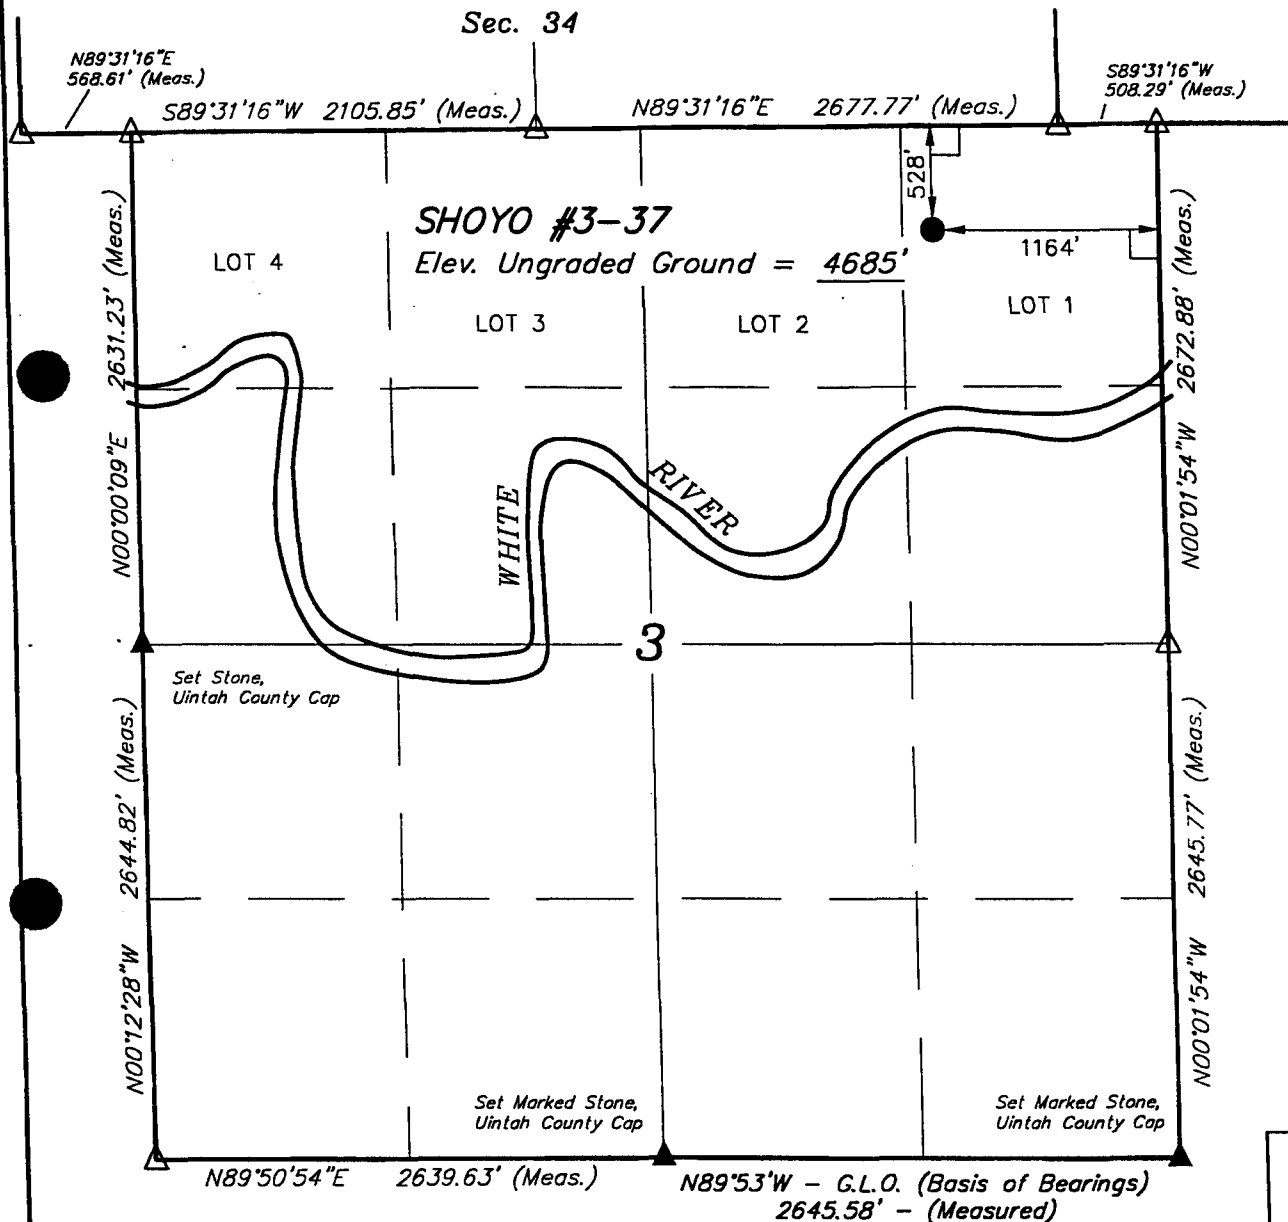 Sec. 34
N89°31'16"E
568.61' (Meas.)
S89°31'16"W
508.29' (Meas.)
S89°31'16"W 2105.85' (Meas.)
N89°31'16"E 2677.77' (Meas.)
528'
SHOYO #3-37
Elev. Ungraded Ground = 4685'
1164'
LOT 4
LOT 3
LOT 2
LOT 1
N00°00'09"E 2631.23' (Meas.)
N00°01'54"W 2672.88' (Meas.)
WHITE
RIVER
3
Set Stone,
Uintah County Cap
N00°12'28"W 2644.82' (Meas.)
N00°01'54"W 2645.77' (Meas.)
Set Marked Stone,
Uintah County Cap
Set Marked Stone,
Uintah County Cap
N89°50'54"E 2639.63' (Meas.)
N89°53'W - G.L.O. (Basis of Bearings)
2645.58' - (Measured)